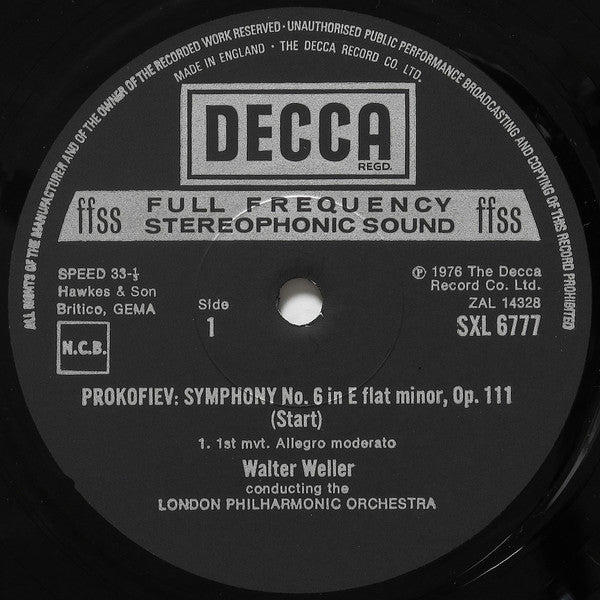 ALL RIGHTS OF THE MANUFACTURER AND OF THE OWNER OF THE RECORDED WORK RESERVED · UNAUTHORISED PUBLIC PERFORMANCE BROADCASTING AND COPYING OF THIS RECORD PROHIBITED
MADE IN ENGLAND · THE DECCA RECORD CO. LTD.
DECCA
REGD.
ffss FULL FREQUENCY STEREOPHONIC SOUND ffss
SPEED 33-⅓
Hawkes & Son
Britico, GEMA
N.C.B.
Side
1
℗ 1976 The Decca
Record Co. Ltd.
ZAL 14328
SXL 6777
PROKOFIEV: SYMPHONY No. 6 in E flat minor, Op. 111
(Start)
1. 1st mvt. Allegro moderato
Walter Weller
conducting the
LONDON PHILHARMONIC ORCHESTRA